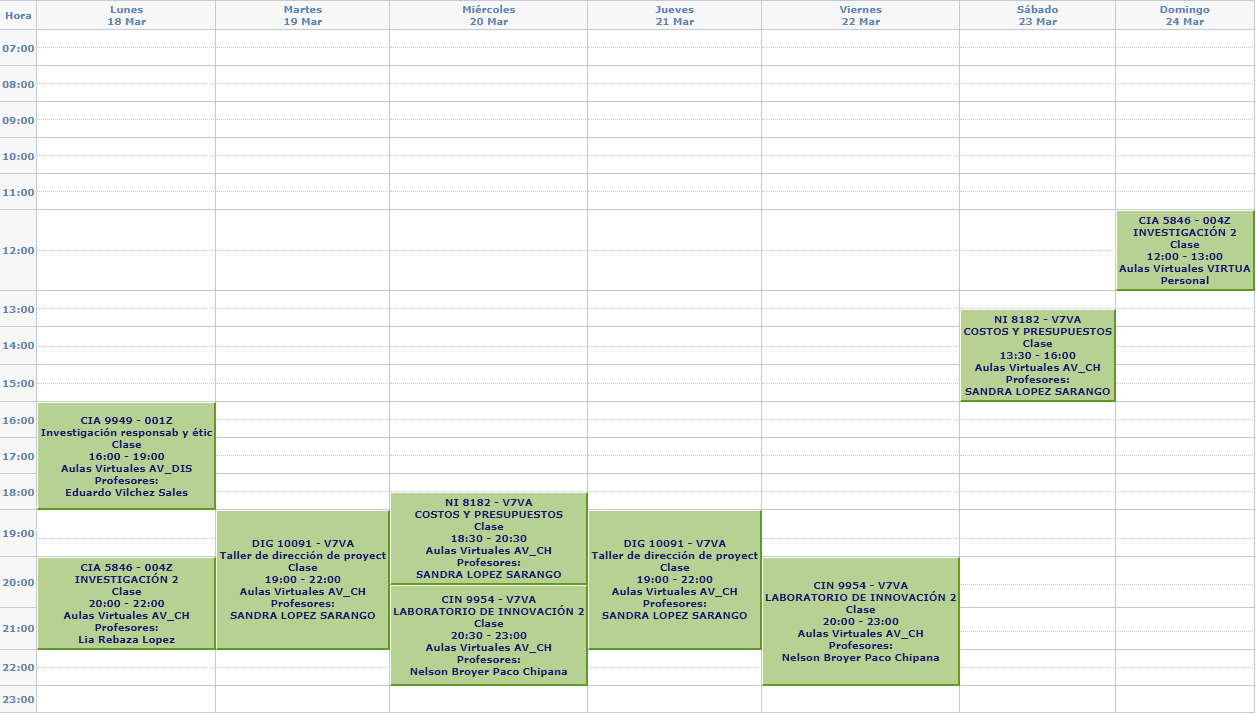 Hora
Lunes
18 Mar
Martes
19 Mar
Miércoles
20 Mar
Jueves
21 Mar
Viernes
22 Mar
Sábado
23 Mar
Domingo
24 Mar
07:00
08:00
09:00
10:00
11:00
12:00
CIA 5846 - 004Z
INVESTIGACIÓN 2
Clase
12:00 - 13:00
Aulas Virtuales VIRTUA
Personal
13:00
NI 8182 - V7VA
COSTOS Y PRESUPUESTOS
Clase
13:30 - 16:00
Aulas Virtuales AV_CH
Profesores:
SANDRA LOPEZ SARANGO
14:00
15:00
16:00
CIA 9949 - 001Z
Investigación responsab y étic
Clase
16:00 - 19:00
Aulas Virtuales AV_DIS
Profesores:
Eduardo Vilchez Sales
17:00
18:00
NI 8182 - V7VA
COSTOS Y PRESUPUESTOS
Clase
18:30 - 20:30
Aulas Virtuales AV_CH
Profesores:
SANDRA LOPEZ SARANGO
19:00
DIG 10091 - V7VA
Taller de dirección de proyect
Clase
19:00 - 22:00
Aulas Virtuales AV_CH
Profesores:
SANDRA LOPEZ SARANGO
DIG 10091 - V7VA
Taller de dirección de proyect
Clase
19:00 - 22:00
Aulas Virtuales AV_CH
Profesores:
SANDRA LOPEZ SARANGO
20:00
CIA 5846 - 004Z
INVESTIGACIÓN 2
Clase
20:00 - 22:00
Aulas Virtuales AV_CH
Profesores:
Lia Rebaza Lopez
CIN 9954 - V7VA
LABORATORIO DE INNOVACIÓN 2
Clase
20:30 - 23:00
Aulas Virtuales AV_CH
Profesores:
Nelson Broyer Paco Chipana
CIN 9954 - V7VA
LABORATORIO DE INNOVACIÓN 2
Clase
20:00 - 23:00
Aulas Virtuales AV_CH
Profesores:
Nelson Broyer Paco Chipana
21:00
22:00
23:00